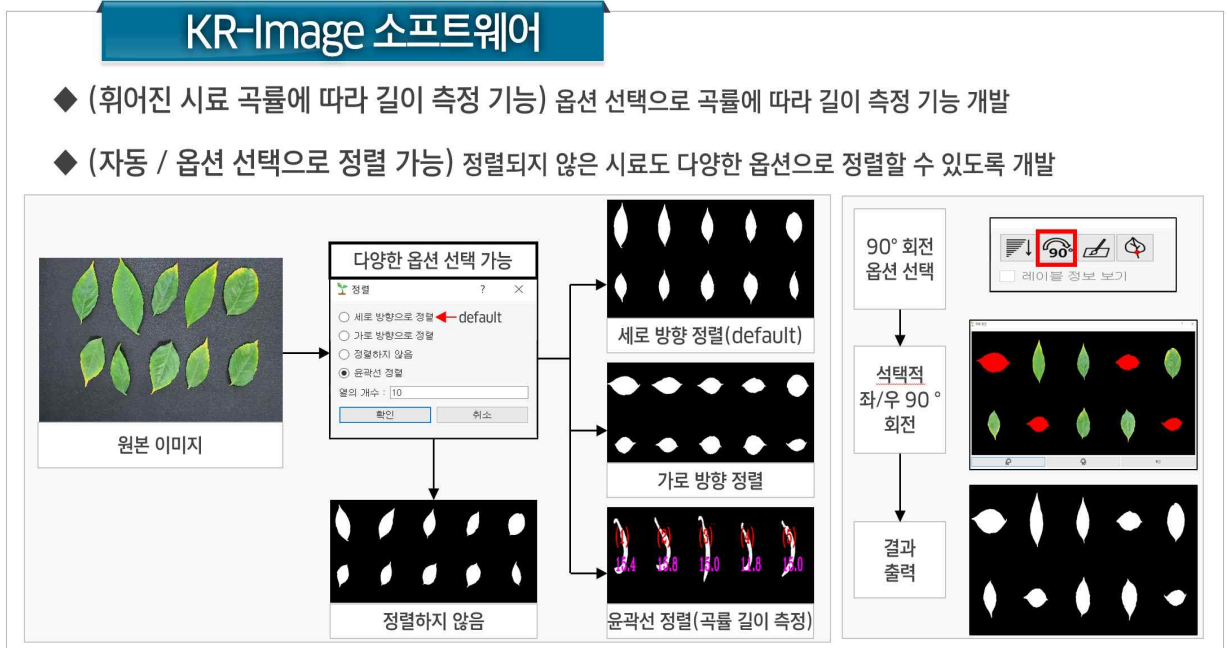 KR-Image 소프트웨어
◆ (휘어진 시료 곡률에 따라 길이 측정 기능) 옵션 선택으로 곡률에 따라 길이 측정 기능 개발
◆ (자동 / 옵션 선택으로 정렬 가능) 정렬되지 않은 시료도 다양한 옵션으로 정렬할 수 있도록 개발
원본 이미지
다양한 옵션 선택 가능
정렬
세로 방향으로 정렬 default
가로 방향으로 정렬
정렬하지 않음
윤곽선 정렬
열의 개수 : 10
확인 취소
정렬하지 않음
세로 방향 정렬(default)
가로 방향 정렬
(1) (2) (3) (4) (5)
15.4 15.0
윤곽선 정렬(곡률 길이 측정)
90° 회전
옵션 선택
90°
레이블 정보 보기
석택적
좌/우 90 °
회전
결과
출력